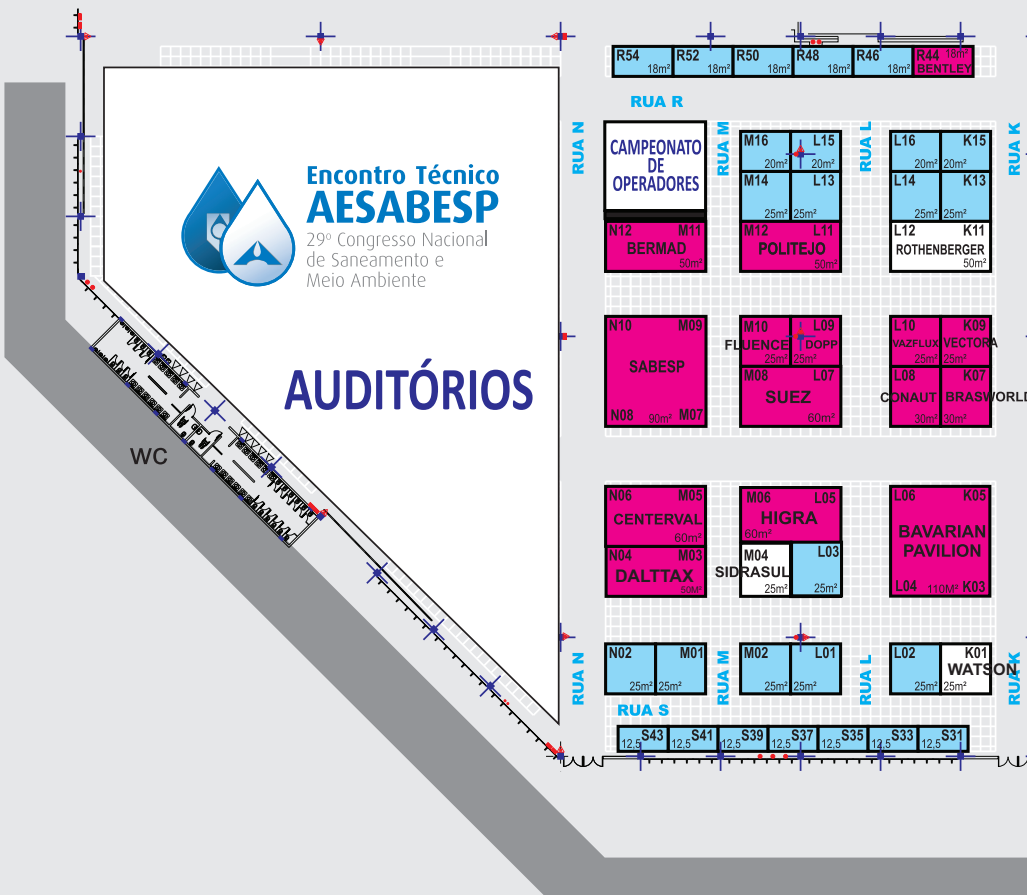 Encontro Técnico
AESABESP
29º Congresso Nacional
de Saneamento e
Meio Ambiente
AUDITÓRIOS
WC
R54 18m²
R52 18m²
R50 18m²
R48 18m²
R46 18m²
R44 18m²
BENTLEY
RUA R
RUA N
RUA M
RUA L
RUA K
CAMPEONATO
DE
OPERADORES
N12 M11
BERMAD
50m²
M16 L15
20m² 20m²
M14 L13
25m² 25m²
M12 L11
POLITEJO
50m²
L16 K15
20m² 20m²
L14 K13
25m² 25m²
L12 K11
ROTHENBERGER
50m²
N10 M09
SABESP
N08 90m² M07
M10 L09
FLUENCE DOPP
25m² 25m²
M08 L07
SUEZ
60m²
L10 K09
VAZFLUX VECTORA
25m² 25m²
L08 K07
CONAUT BRASWORLD
30m² 30m²
N06 M05
CENTERVAL
60m²
N04 M03
DALTTAX
50M²
M06 L05
HIGRA
60m²
M04 L03
SIDRASUL
25m² 25m²
L06 K05
BAVARIAN
PAVILION
L04 110M² K03
N02 M01
25m² 25m²
M02 L01
25m² 25m²
L02 K01
WATSON
25m² 25m²
RUA N
RUA M
RUA L
RUA K
RUA S
S43 S41 S39 S37 S35 S33 S31
12,5 12,5 12,5 12,5 12,5 12,5 12,5